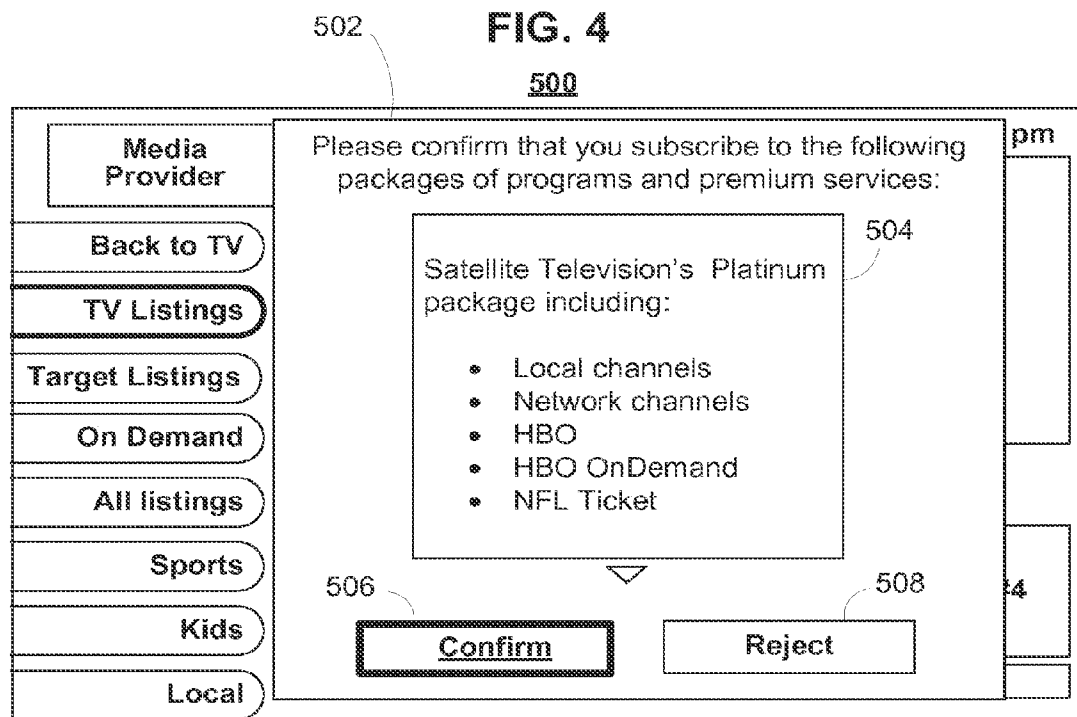 FIG. 4
500
502
Media
Provider
Back to TV
TV Listings
Target Listings
On Demand
All listings
Sports
Kids
Local
Please confirm that you subscribe to the following
packages of programs and premium services:
504
Satellite Television's Platinum
package including:
• Local channels
• Network channels
• HBO
• HBO OnDemand
• NFL Ticket
506
Confirm
508
Reject
pm